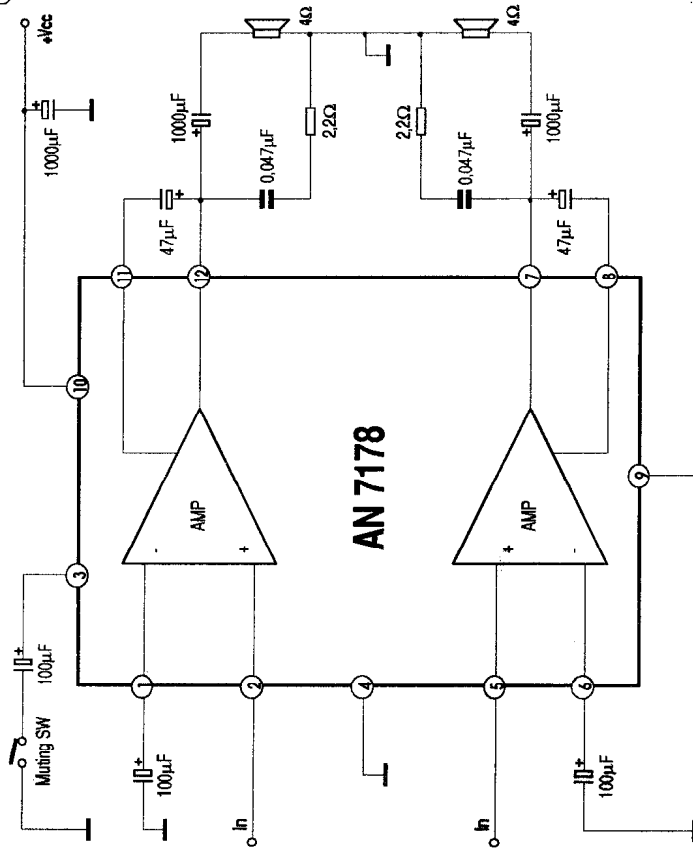 +Vcc
1000µF
4Ω
1000µF
2,2Ω
0,047µF
47µF
11
12
10
AMP
-
+
3
100µF
Muting SW
1
100µF
2
In
AN 7178
4
4Ω
1000µF
2,2Ω
0,047µF
47µF
7
8
AMP
+
-
9
5
In
6
100µF